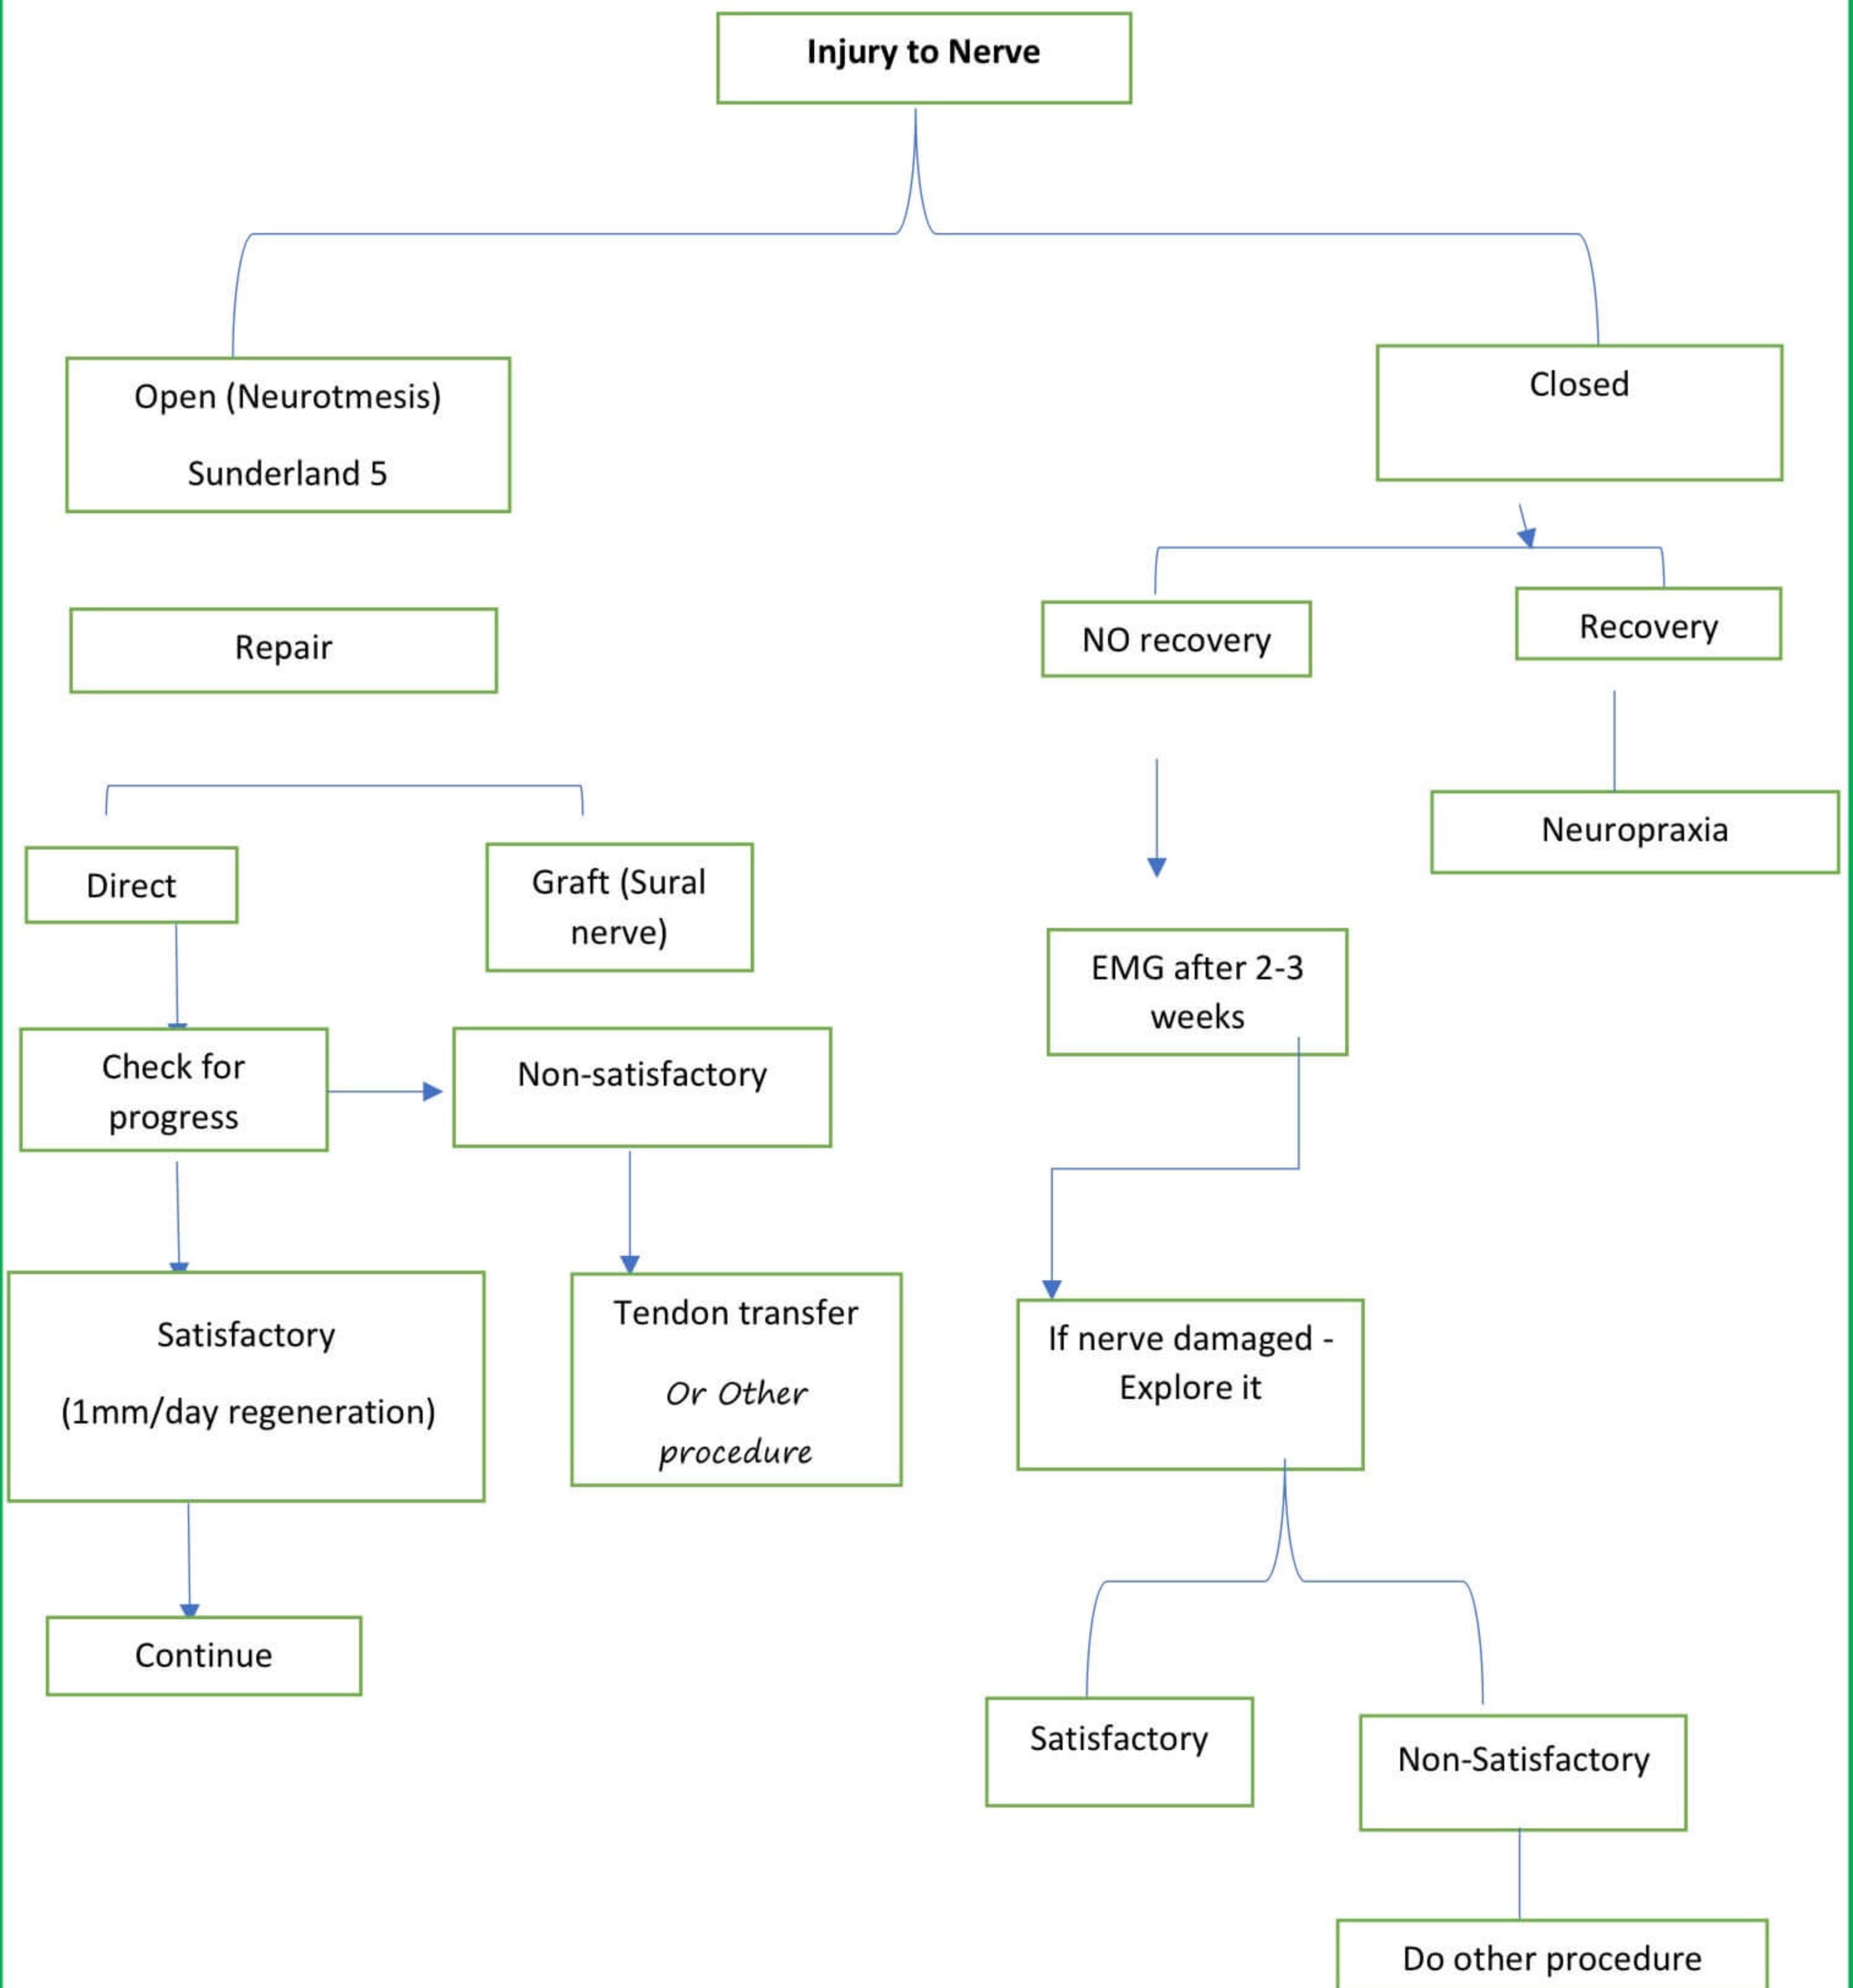 Injury to Nerve
Open (Neurotmesis)
Sunderland 5
Closed
Repair
NO recovery
Recovery
Neuropraxia
Direct
Graft (Sural
nerve)
EMG after 2-3
weeks
Check for
progress
Non-satisfactory
Satisfactory
(1mm/day regeneration)
Tendon transfer
Or Other
procedure
If nerve damaged -
Explore it
Continue
Satisfactory
Non-Satisfactory
Do other procedure